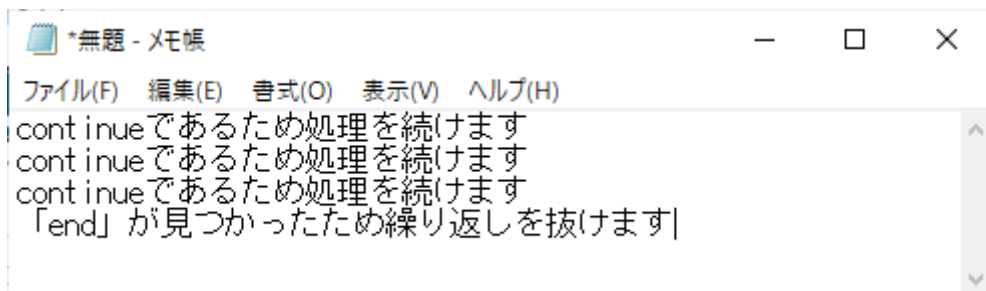 *無題 - メモ帳
ファイル(F) 編集(E) 書式(O) 表示(V) ヘルプ(H)
continueであるため処理を続けます
continueであるため処理を続けます
continueであるため処理を続けます
「end」が見つかったため繰り返しを抜けます